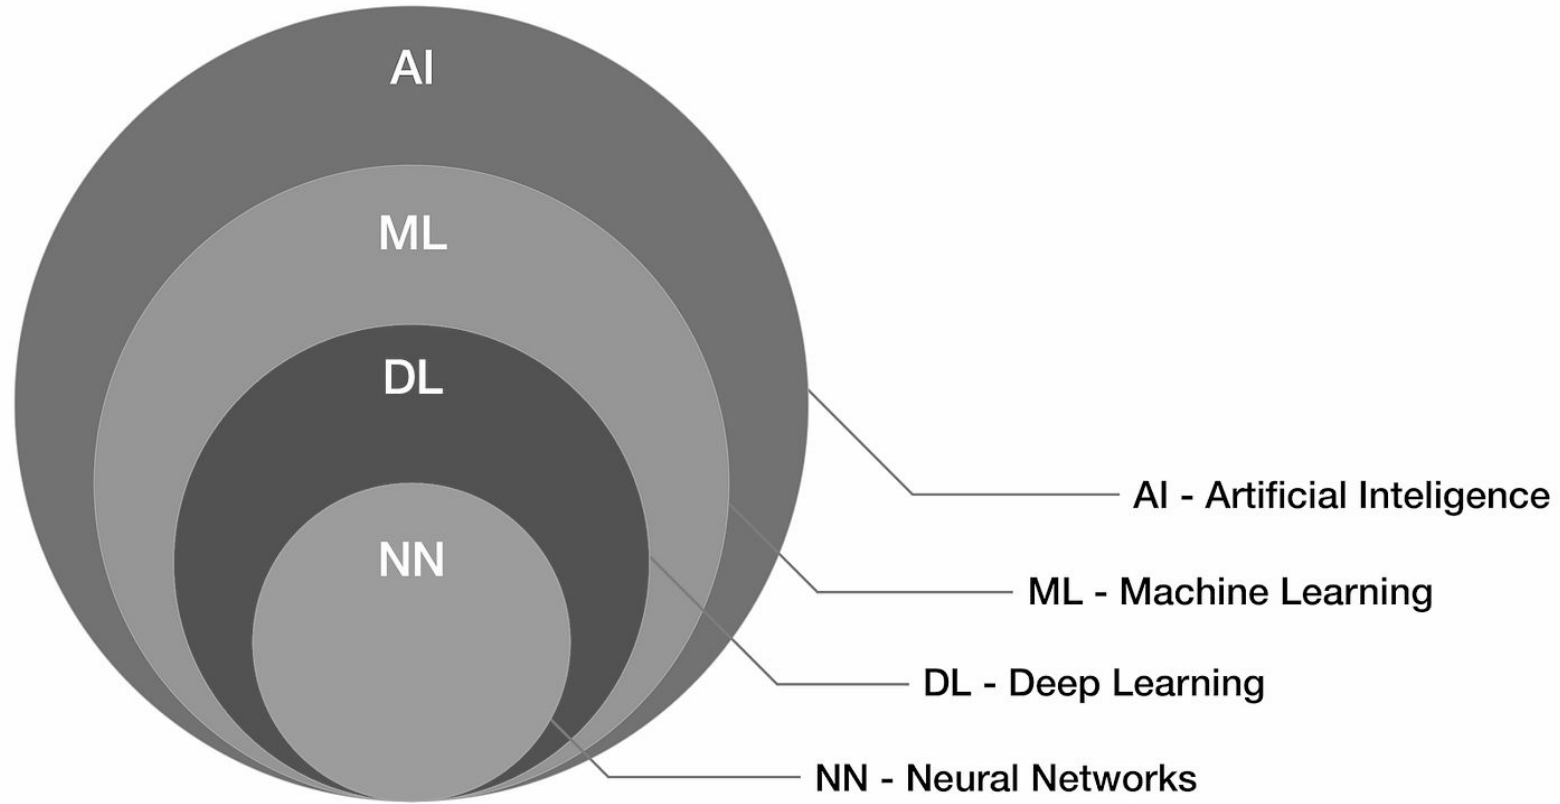 AI
ML
DL
NN
AI - Artificial Inteligence
ML - Machine Learning
DL - Deep Learning
NN - Neural Networks